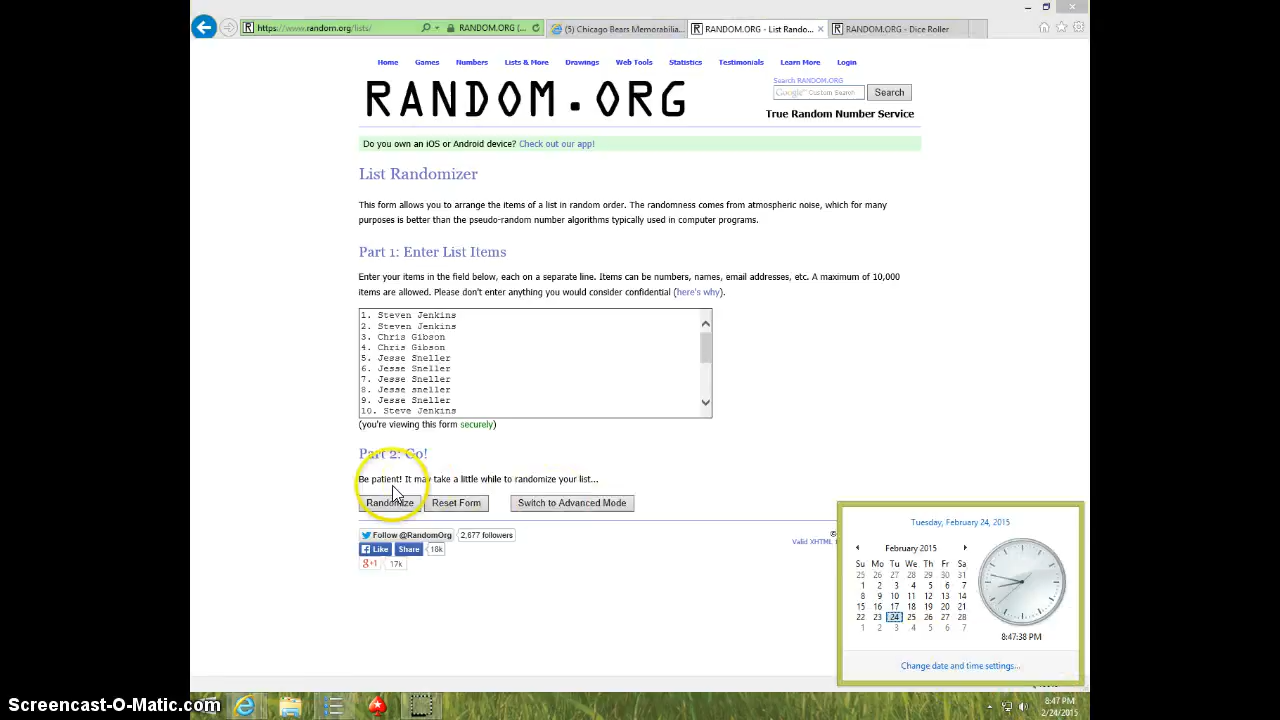 https://www.random.org/lists/
RANDOM.ORG (...
(5) Chicago Bears Memorabilia...
RANDOM.ORG - List Rando...
RANDOM.ORG - Dice Roller
Home Games Numbers Lists & More Drawings Web Tools Statistics Testimonials Learn More Login
RANDOM.ORG
Search RANDOM.ORG
Google™ Custom Search
Search
True Random Number Service
Do you own an iOS or Android device? Check out our app!
List Randomizer
This form allows you to arrange the items of a list in random order. The randomness comes from atmospheric noise, which for many
purposes is better than the pseudo-random number algorithms typically used in computer programs.
Part 1: Enter List Items
Enter your items in the field below, each on a separate line. Items can be numbers, names, email addresses, etc. A maximum of 10,000
items are allowed. Please don't enter anything you would consider confidential (here's why).
1. Steven Jenkins
2. Steven Jenkins
3. Chris Gibson
4. Chris Gibson
5. Jesse Sneller
6. Jesse Sneller
7. Jesse Sneller
8. Jesse sneller
9. Jesse Sneller
10. Steve Jenkins
(you're viewing this form securely)
Part 2: Go!
Be patient! It may take a little while to randomize your list...
Randomize Reset Form Switch to Advanced Mode
Follow @RandomOrg 2,677 followers
Like Share 18k
g+1 17k
©
Valid XHTML
Tuesday, February 24, 2015
February 2015
Su Mo Tu We Th Fr Sa
25 26 27 28 29 30 31
1 2 3 4 5 6 7
8 9 10 11 12 13 14
15 16 17 18 19 20 21
22 23 24 25 26 27 28
1 2 3 4 5 6 7
8:47:38 PM
Change date and time settings...
Screencast-O-Matic.com
8:47 PM
2/24/2015